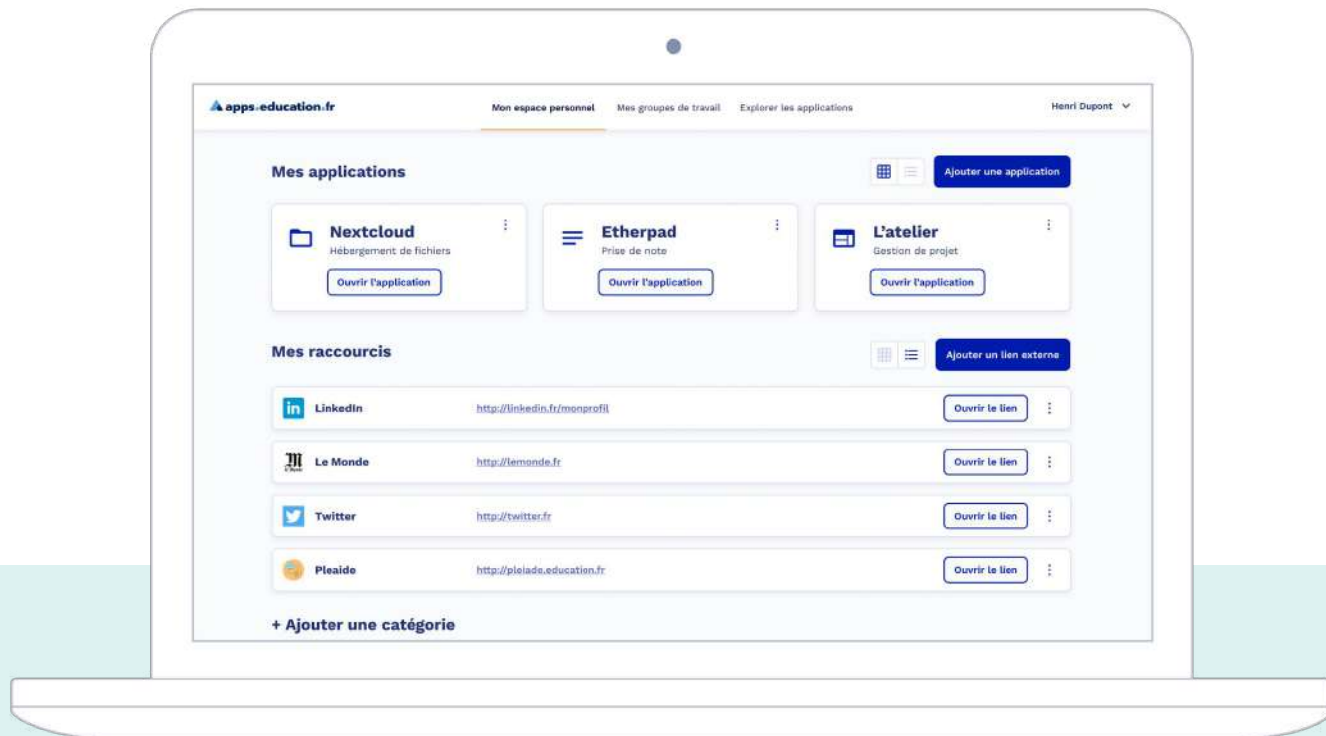 apps.education.fr
Mon espace personnel Mes groupes de travail Explorer les applications Henri Dupont
Mes applications Ajouter une application
Nextcloud
Hébergement de fichiers
Ouvrir l'application
Etherpad
Prise de note
Ouvrir l'application
L'atelier
Gestion de projet
Ouvrir l'application
Mes raccourcis Ajouter un lien externe
in LinkedIn http://linkedin.fr/monprofil Ouvrir le lien
Le Monde http://lemonde.fr Ouvrir le lien
Twitter http://twitter.fr Ouvrir le lien
Pleaide http://pleiade.education.fr Ouvrir le lien
+ Ajouter une catégorie